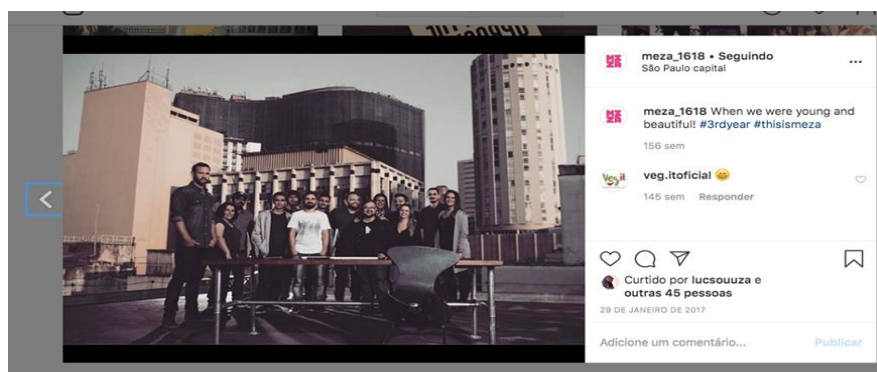 meza_1618 • Seguindo
São Paulo capital
meza_1618 When we were young and
beautiful! #3rdyear #thisismeza
156 sem
veg.itoficial
145 sem Responder
Curtido por lucsouuza e
outras 45 pessoas
29 DE JANEIRO DE 2017
Adicione um comentário... Publicar